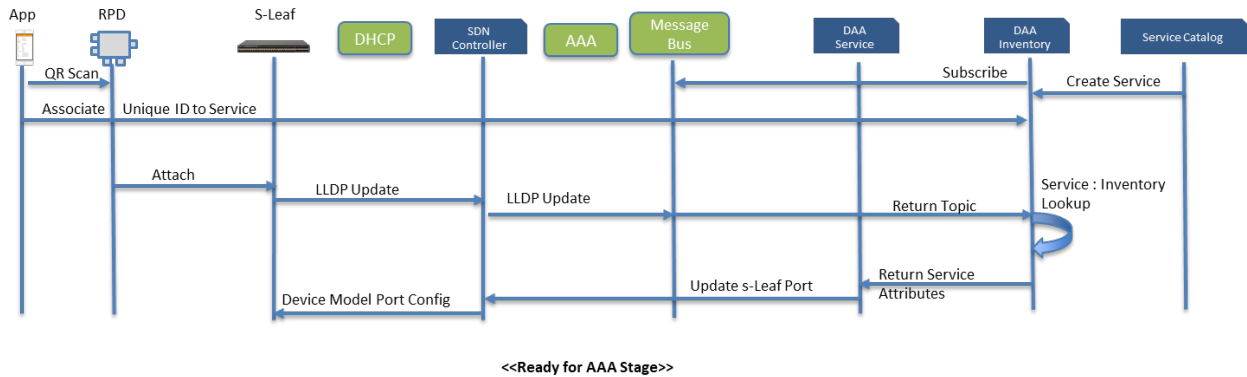 App
RPD
S-Leaf
DHCP
SDN
Controller
AAA
Message
Bus
DAA
Service
DAA
Inventory
Service Catalog
QR Scan
Subscribe
Create Service
Associate
Unique ID to Service
Attach
LLDP Update
LLDP Update
Return Topic
Service : Inventory
Lookup
Return Service
Attributes
Update s-Leaf Port
Device Model Port Config
<<Ready for AAA Stage>>